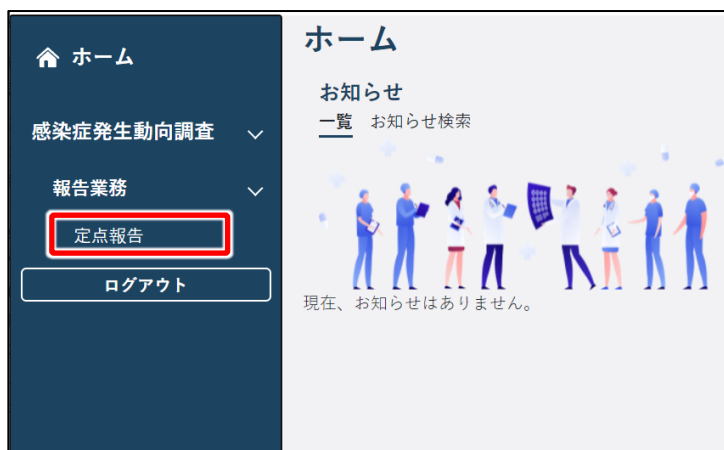 ホーム
感染症発生動向調査
報告業務
定点報告
ログアウト
ホーム
お知らせ
一覧 お知らせ検索
現在、お知らせはありません。